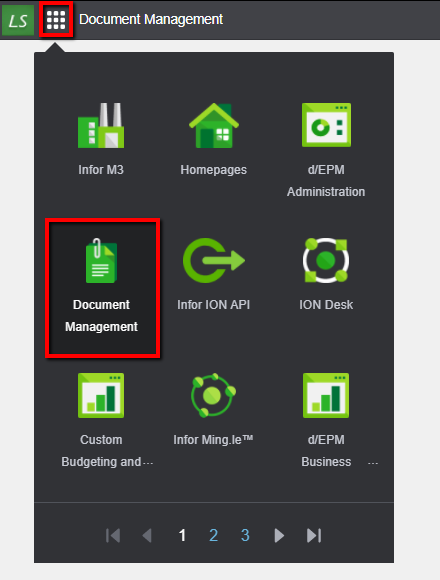 LS Document Management
Infor M3 Homepages d/EPM
Administration
Document Infor ION API ION Desk
Management
Custom Infor Ming.le™ d/EPM
Budgeting and ... Business ...
1 2 3